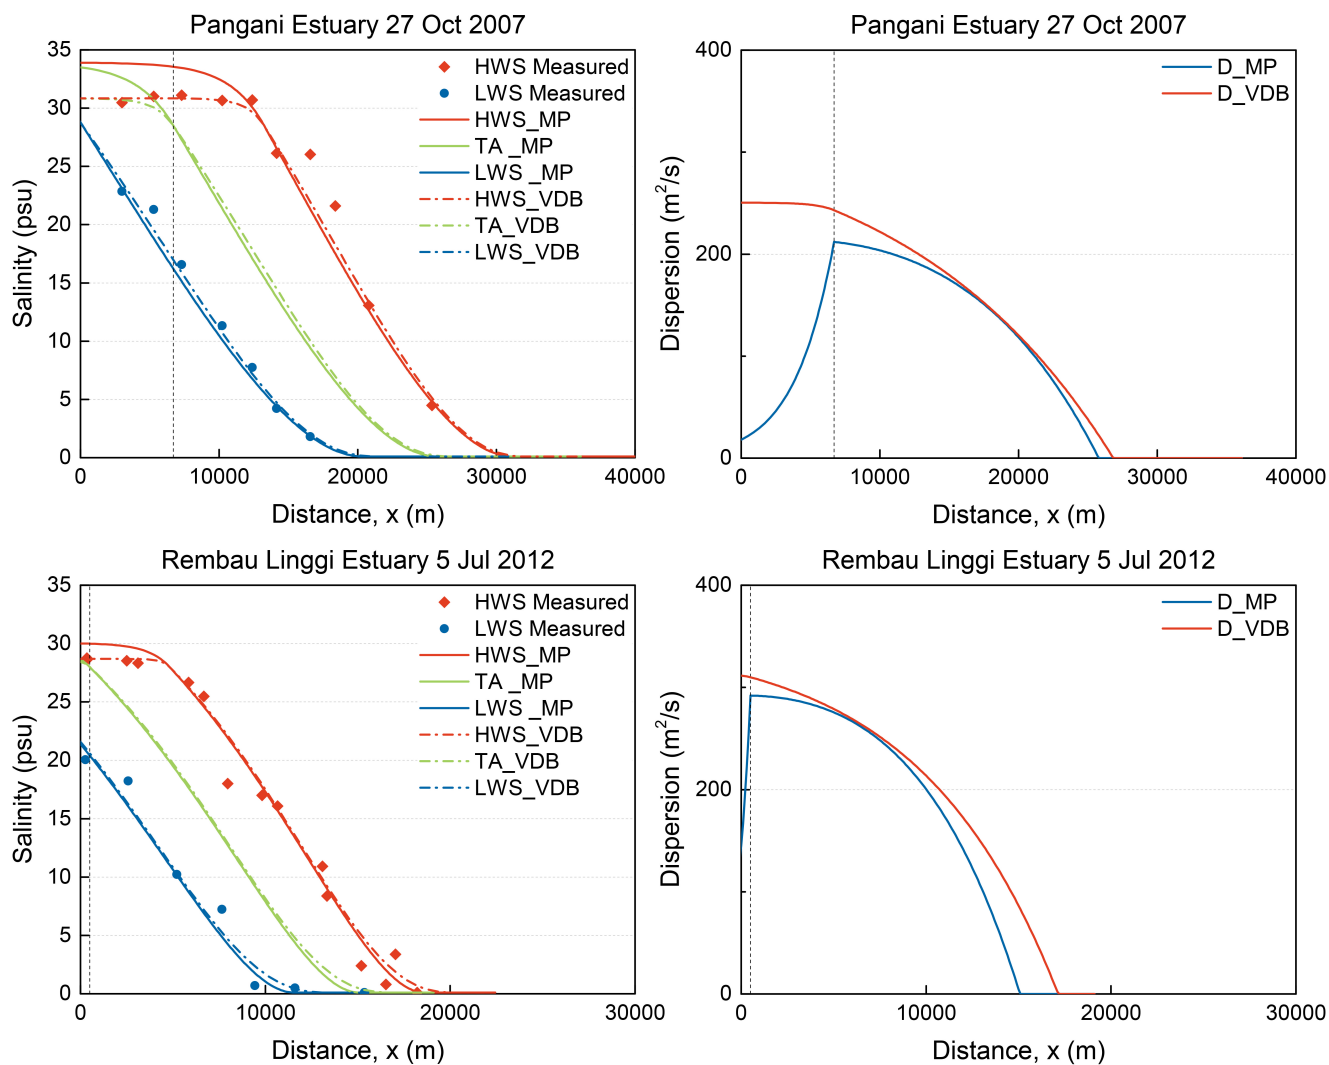 Pangani Estuary 27 Oct 2007
35
30
25
20
15
10
5
0
Salinity (psu)
HWS Measured
LWS Measured
HWS_MP
TA _MP
LWS _MP
HWS_VDB
TA_VDB
LWS_VDB
0 10000 20000 30000 40000
Distance, x (m)
Pangani Estuary 27 Oct 2007
400
200
0
Dispersion (m²/s)
D_MP
D_VDB
0 10000 20000 30000 40000
Distance, x (m)
Rembau Linggi Estuary 5 Jul 2012
35
30
25
20
15
10
5
0
Salinity (psu)
HWS Measured
LWS Measured
HWS_MP
TA _MP
LWS _MP
HWS_VDB
TA_VDB
LWS_VDB
0 10000 20000 30000
Distance, x (m)
Rembau Linggi Estuary 5 Jul 2012
400
200
0
Dispersion (m²/s)
D_MP
D_VDB
0 10000 20000 30000
Distance, x (m)